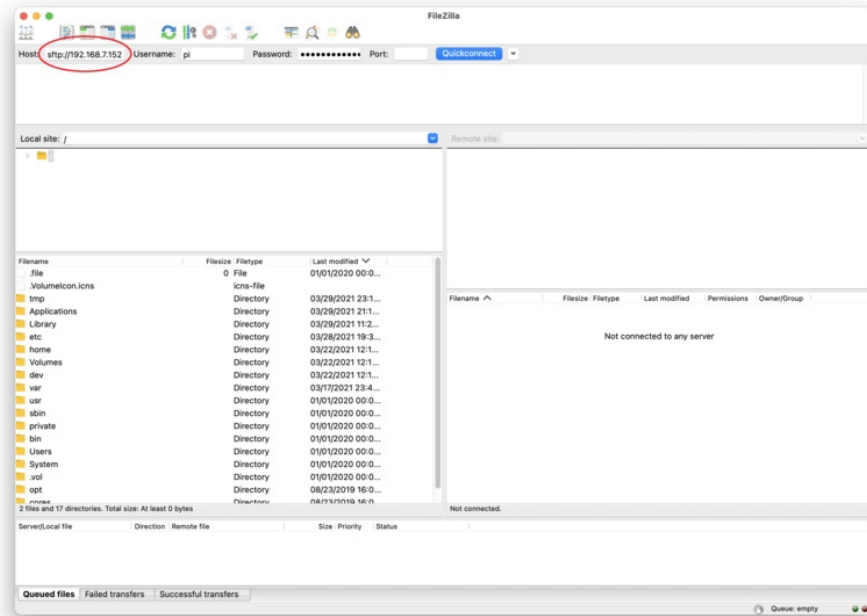 FileZilla
Host: sftp://192.168.7.152 Username: pi Password: ●●●●●●●●●●●●● Port: Quickconnect
Local site: /
Remote site:
Filename Filesize Filetype Last modified
.file 0 File 01/01/2020 00:0...
.VolumeIcon.icns icns-file
tmp Directory 03/29/2021 23:1...
Applications Directory 03/29/2021 21:1...
Library Directory 03/29/2021 11:2...
etc Directory 03/28/2021 19:3...
home Directory 03/22/2021 12:1...
Volumes Directory 03/22/2021 12:1...
dev Directory 03/22/2021 12:1...
var Directory 03/17/2021 23:4...
usr Directory 01/01/2020 00:0...
sbin Directory 01/01/2020 00:0...
private Directory 01/01/2020 00:0...
bin Directory 01/01/2020 00:0...
Users Directory 01/01/2020 00:0...
System Directory 01/01/2020 00:0...
.vol Directory 01/01/2020 00:0...
opt Directory 08/23/2019 16:0...
cores Directory 08/23/2019 16:0...
2 files and 17 directories. Total size: At least 0 bytes
Filename Filesize Filetype Last modified Permissions Owner/Group
Not connected to any server
Not connected.
Server/Local file Direction Remote file Size Priority Status
Queued files Failed transfers Successful transfers
Queue: empty